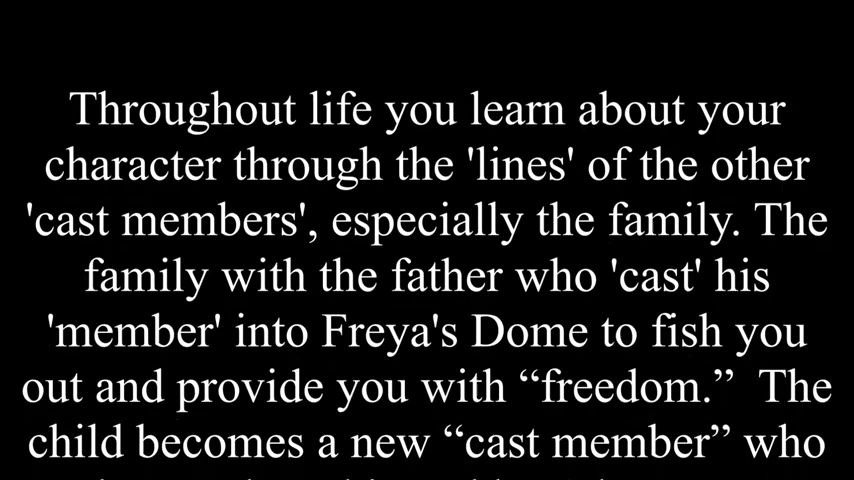 Throughout life you learn about your
character through the 'lines' of the other
'cast members', especially the family. The
family with the father who 'cast' his
'member' into Freya's Dome to fish you
out and provide you with “freedom.”  The
child becomes a new “cast member” who